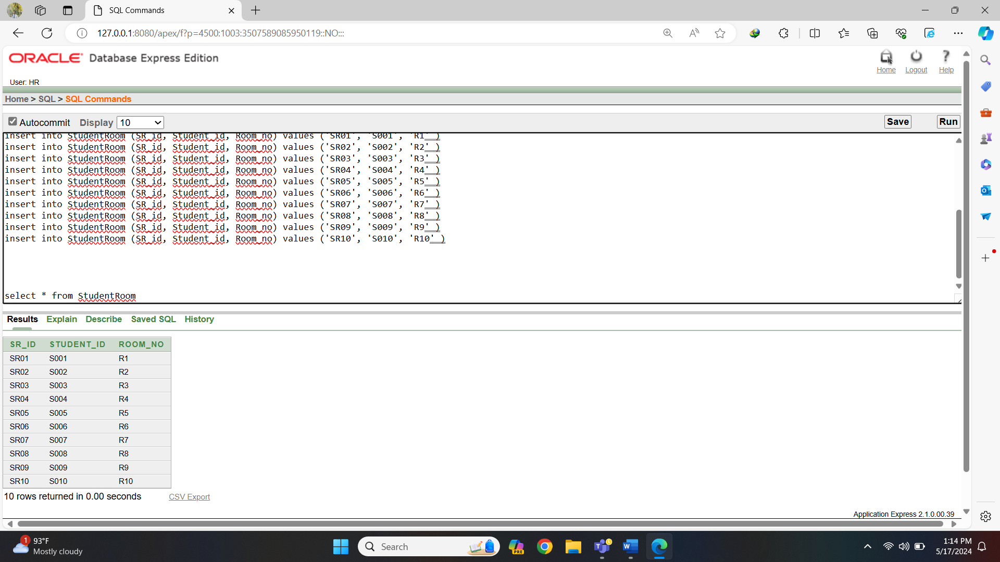 SQL Commands
127.0.0.1:8080/apex/f?p=4500:1003:3507589085950119::NO:::
ORACLE Database Express Edition
Home Logout Help
User: HR
Home > SQL > SQL Commands
Autocommit Display 10 Save Run
insert into StudentRoom (SR_id, Student_id, Room_no) values ('SR01', 'S001', 'R1' )
insert into StudentRoom (SR_id, Student_id, Room_no) values ('SR02', 'S002', 'R2' )
insert into StudentRoom (SR_id, Student_id, Room_no) values ('SR03', 'S003', 'R3' )
insert into StudentRoom (SR_id, Student_id, Room_no) values ('SR04', 'S004', 'R4' )
insert into StudentRoom (SR_id, Student_id, Room_no) values ('SR05', 'S005', 'R5' )
insert into StudentRoom (SR_id, Student_id, Room_no) values ('SR06', 'S006', 'R6' )
insert into StudentRoom (SR_id, Student_id, Room_no) values ('SR07', 'S007', 'R7' )
insert into StudentRoom (SR_id, Student_id, Room_no) values ('SR08', 'S008', 'R8' )
insert into StudentRoom (SR_id, Student_id, Room_no) values ('SR09', 'S009', 'R9' )
insert into StudentRoom (SR_id, Student_id, Room_no) values ('SR10', 'S010', 'R10' )
select * from StudentRoom
Results Explain Describe Saved SQL History
SR_ID STUDENT_ID ROOM_NO
SR01 S001 R1
SR02 S002 R2
SR03 S003 R3
SR04 S004 R4
SR05 S005 R5
SR06 S006 R6
SR07 S007 R7
SR08 S008 R8
SR09 S009 R9
SR10 S010 R10
10 rows returned in 0.00 seconds CSV Export
Application Express 2.1.0.00.39
1 93°F
Mostly cloudy
Search
PRE
1:14 PM
5/17/2024